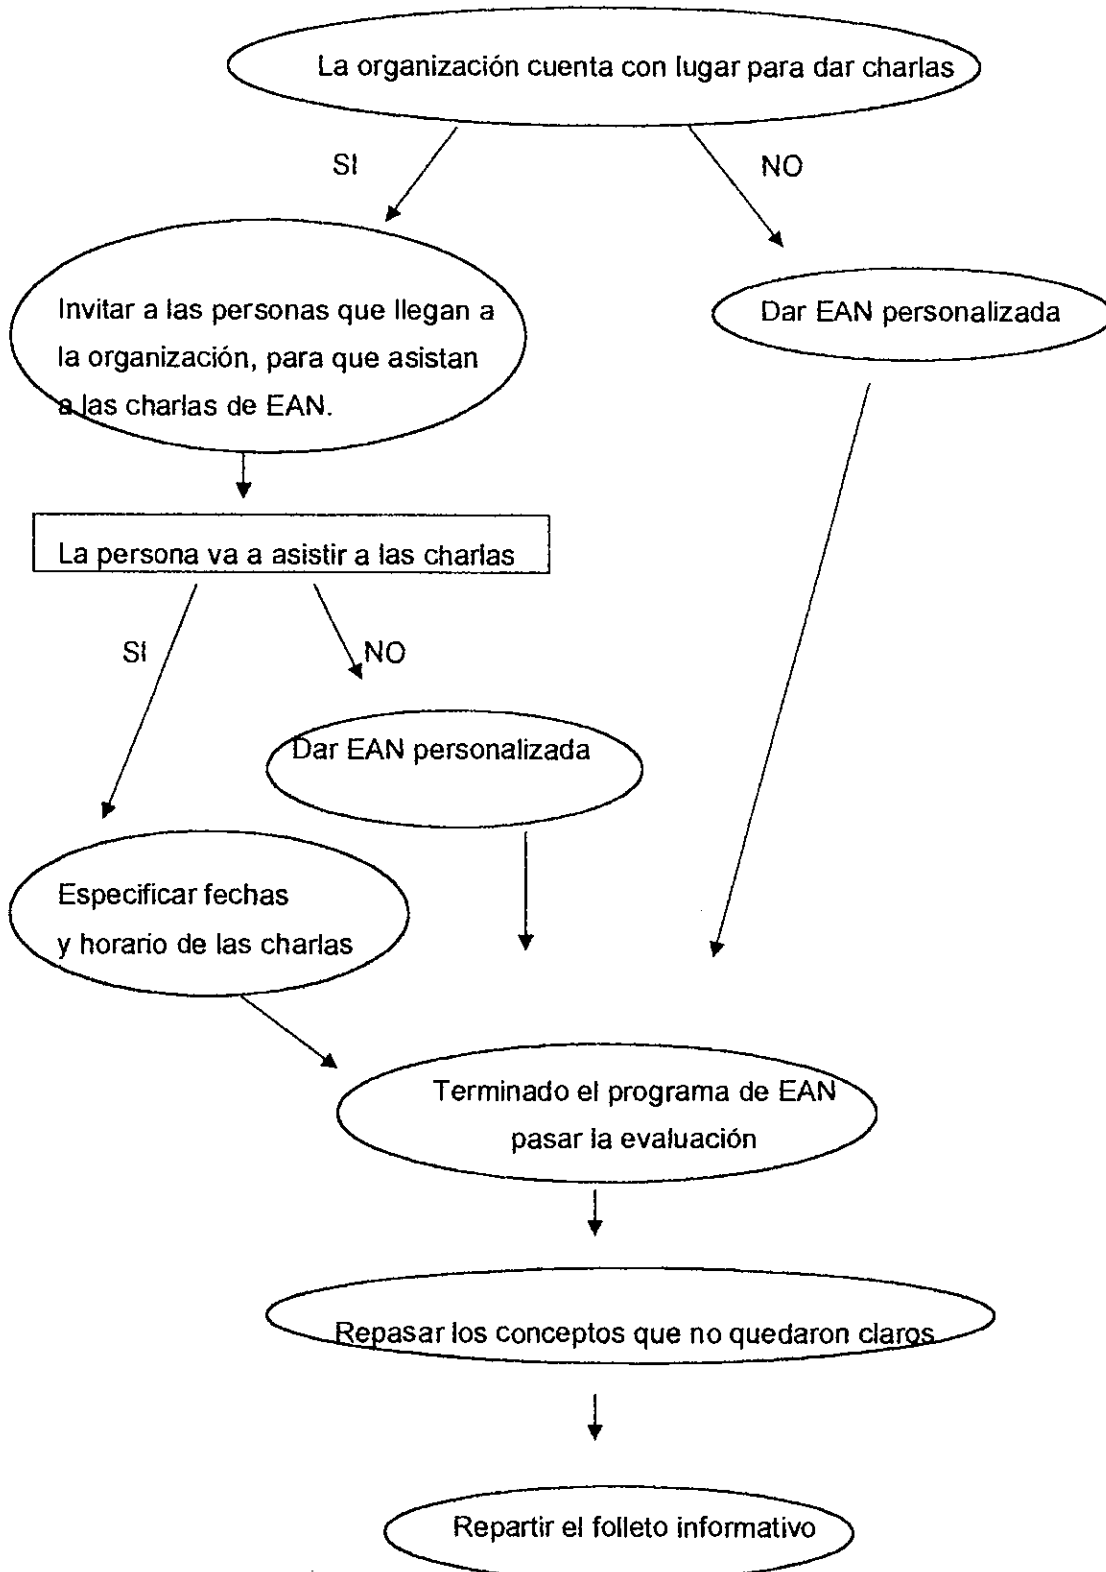 La organización cuenta con lugar para dar charlas
SI
NO
Invitar a las personas que llegan a
la organización, para que asistan
a las charlas de EAN.
Dar EAN personalizada
La persona va a asistir a las charlas
SI
NO
Dar EAN personalizada
Especificar fechas
y horario de las charlas
Terminado el programa de EAN
pasar la evaluación
Repasar los conceptos que no quedaron claros
Repartir el folleto informativo